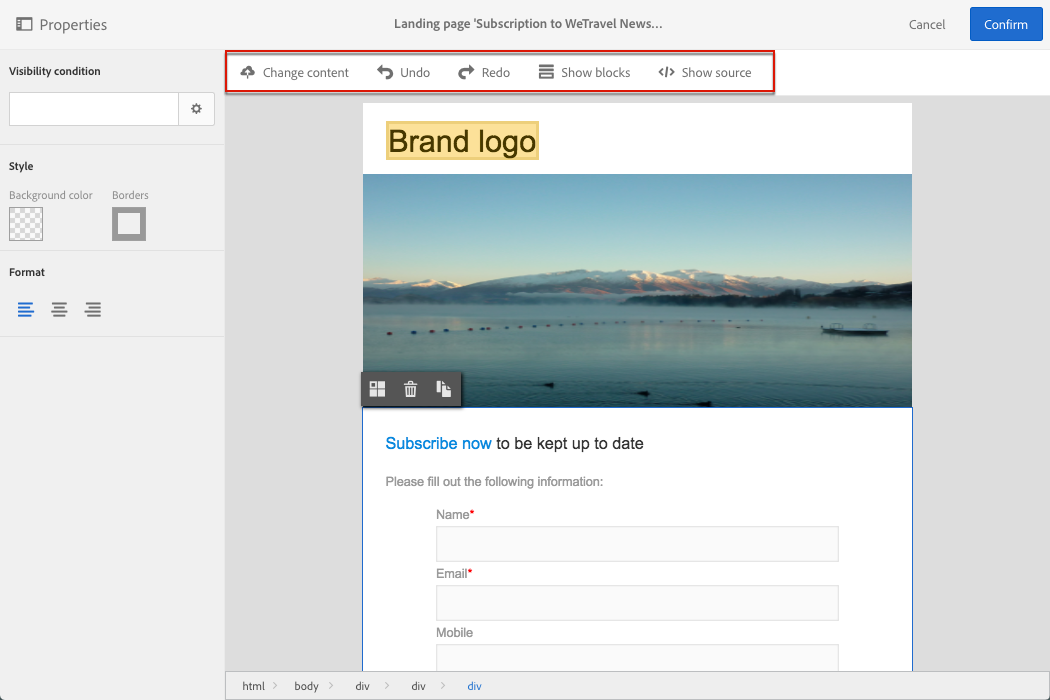 Properties
Landing page 'Subscription to WeTravel News...
Cancel
Confirm
Visibility condition
Change content
Undo
Redo
Show blocks
Show source
Style
Background color
Borders
Format
Brand logo
Subscribe now to be kept up to date
Please fill out the following information:
Name*
Email*
Mobile
html > body > div > div > div